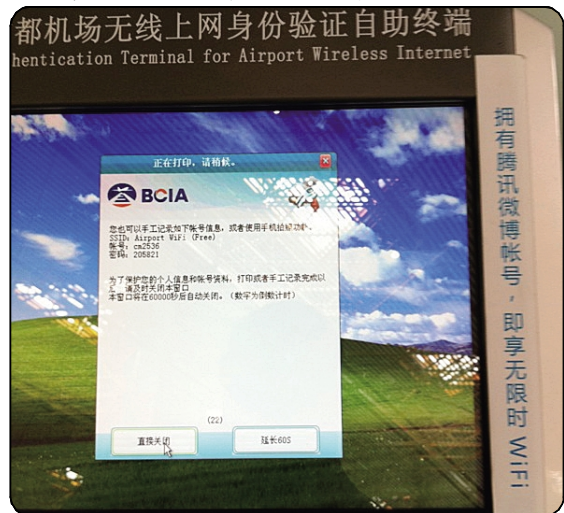 都机场无线上网身份验证自助终端
hentication Terminal for Airport Wireless Internet
正在打印，请稍候。
BCIA
您也可以手工记录如下帐号信息，或者使用手机拍照功能。
SSID: Airport WiFi (Free)
帐号: cm2536
密码: 205821
为了保护您的个人信息和帐号资料，打印或者手工记录完成以
请及时关闭本窗口
本窗口将在60000秒后自动关闭。（数字为倒数计时）
(22)
直接关闭
延长60S
拥有腾讯微博帐号，即享无限时 WiFi